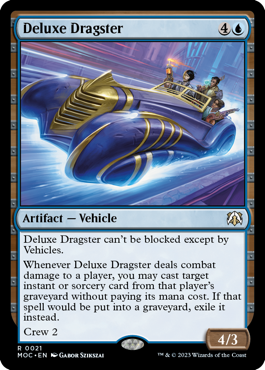 Deluxe Dragster 4
Artifact — Vehicle
Deluxe Dragster can't be blocked except by
Vehicles.
Whenever Deluxe Dragster deals combat
damage to a player, you may cast target
instant or sorcery card from that player's
graveyard without paying its mana cost. If that
spell would be put into a graveyard, exile it
instead.
Crew 2
4/3
R 0021
MOC • EN GABOR SZIKSZAI ™ & © 2023 Wizards of the Coast